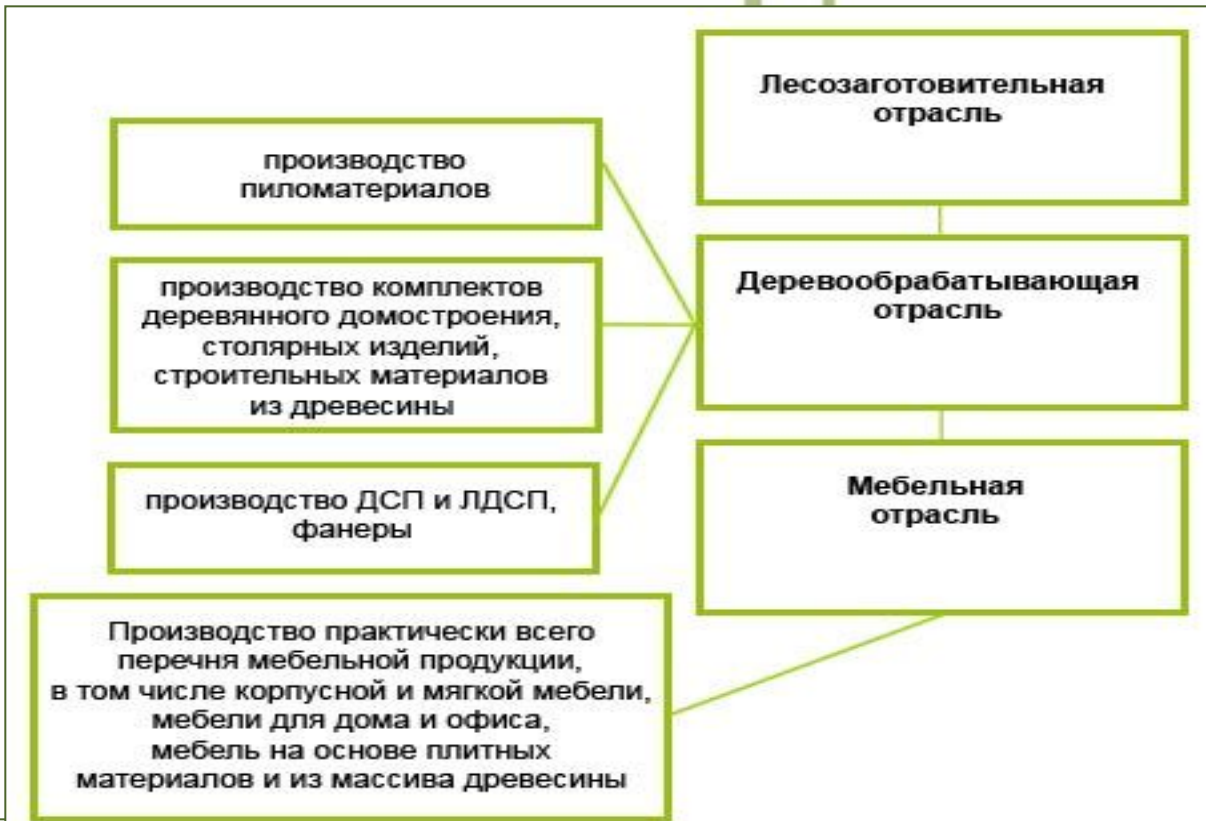 Лесозаготовительная
отрасль
производство
пиломатериалов
Деревообрабатывающая
отрасль
производство комплектов
деревянного домостроения,
столярных изделий,
строительных материалов
из древесины
производство ДСП и ЛДСП,
фанеры
Мебельная
отрасль
Производство практически всего
перечня мебельной продукции,
в том числе корпусной и мягкой мебели,
мебели для дома и офиса,
мебель на основе плитных
материалов и из массива древесины